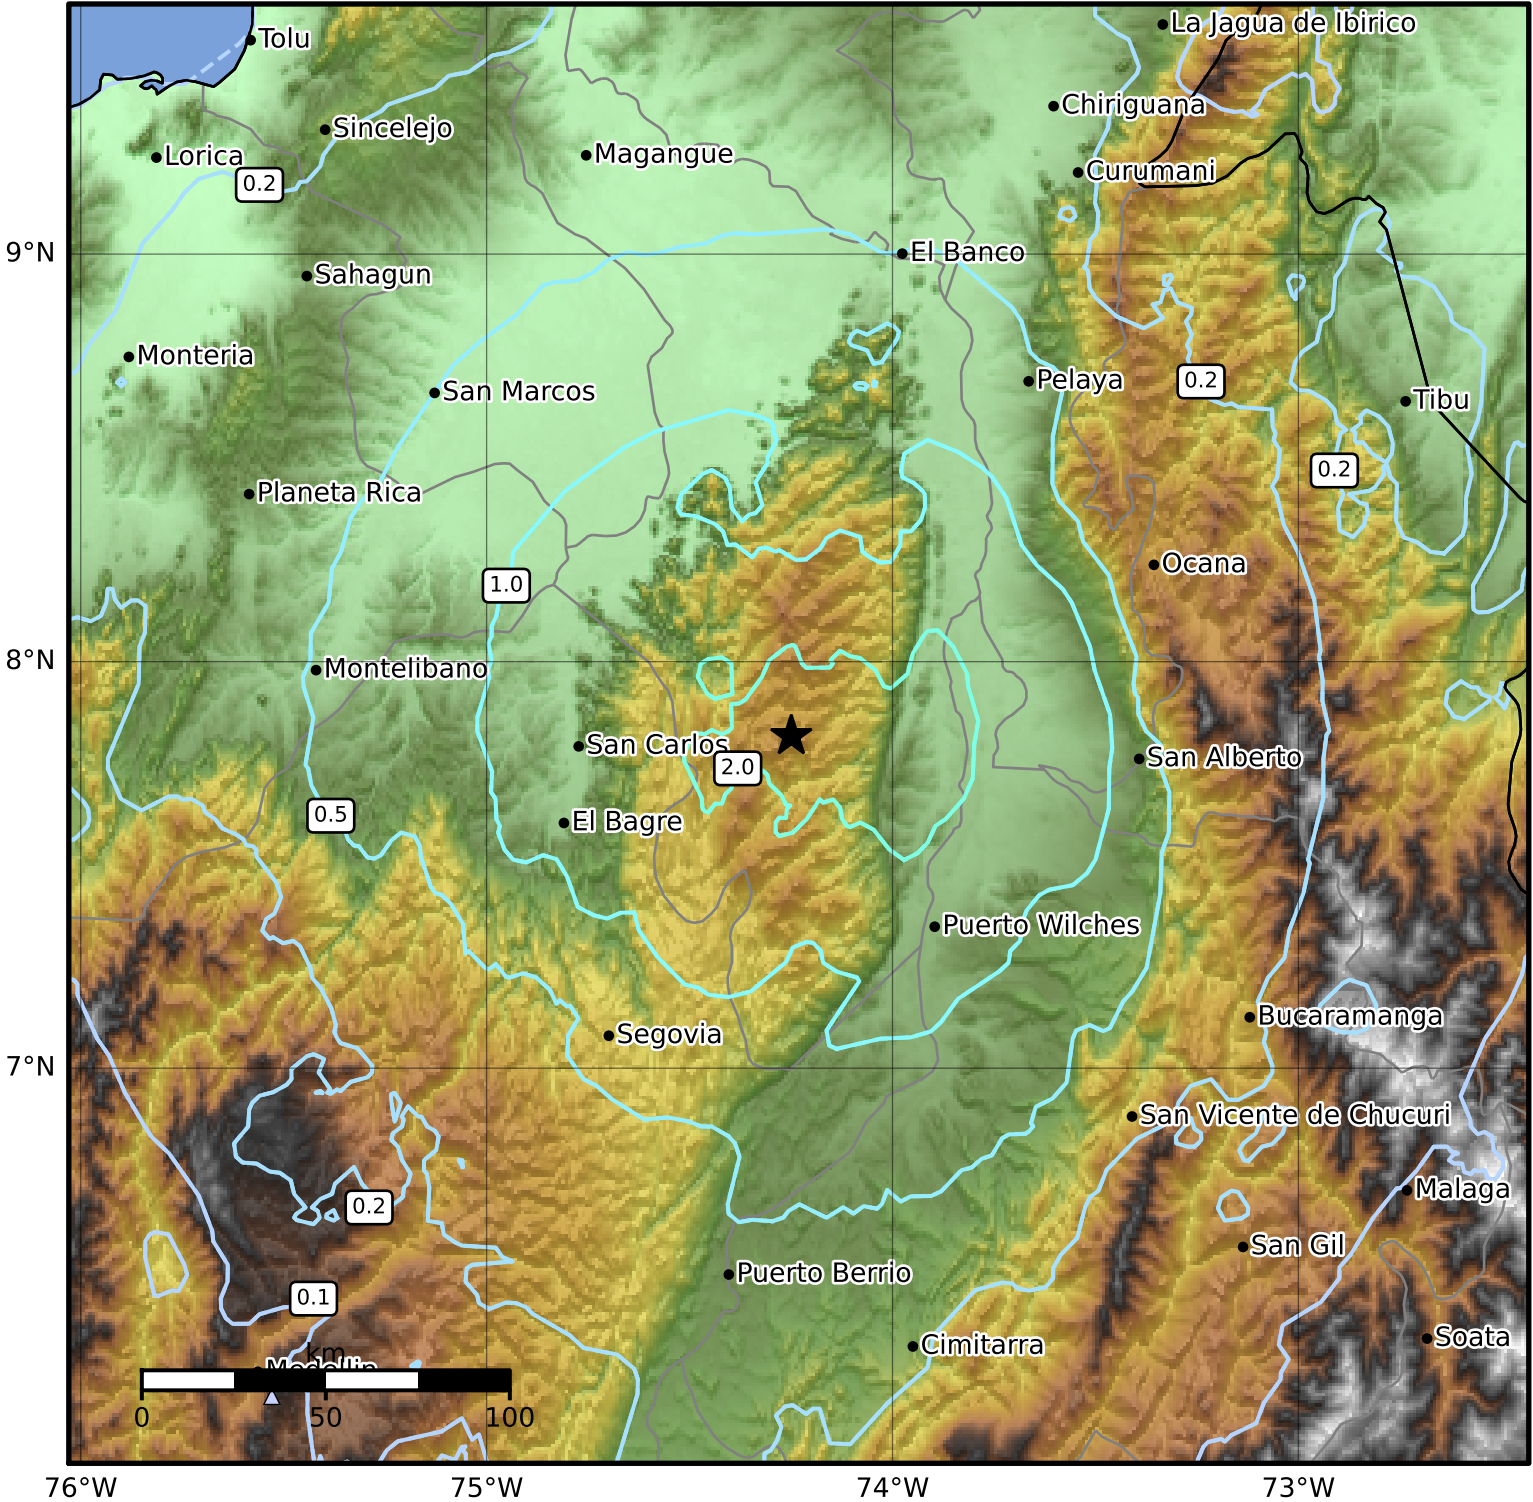 La Jagua de Ibirico
Tolu
Chiriguana
Sincelejo
Magangue
Lorica
Curumani
0.2
9°N
El Banco
Sahagun
Monteria
Pelaya
0.2
San Marcos
Tibu
0.2
Planeta Rica
Ocana
1.0
8°N
Montelibano
San Carlos
San Alberto
2.0
0.5
El Bagre
Puerto Wilches
Bucaramanga
Segovia
7°N
San Vicente de Chucuri
Malaga
0.2
San Gil
Puerto Berrio
0.1
Soata
Cimitarra
km
Medellin
0 50 100
76°W 75°W 74°W 73°W